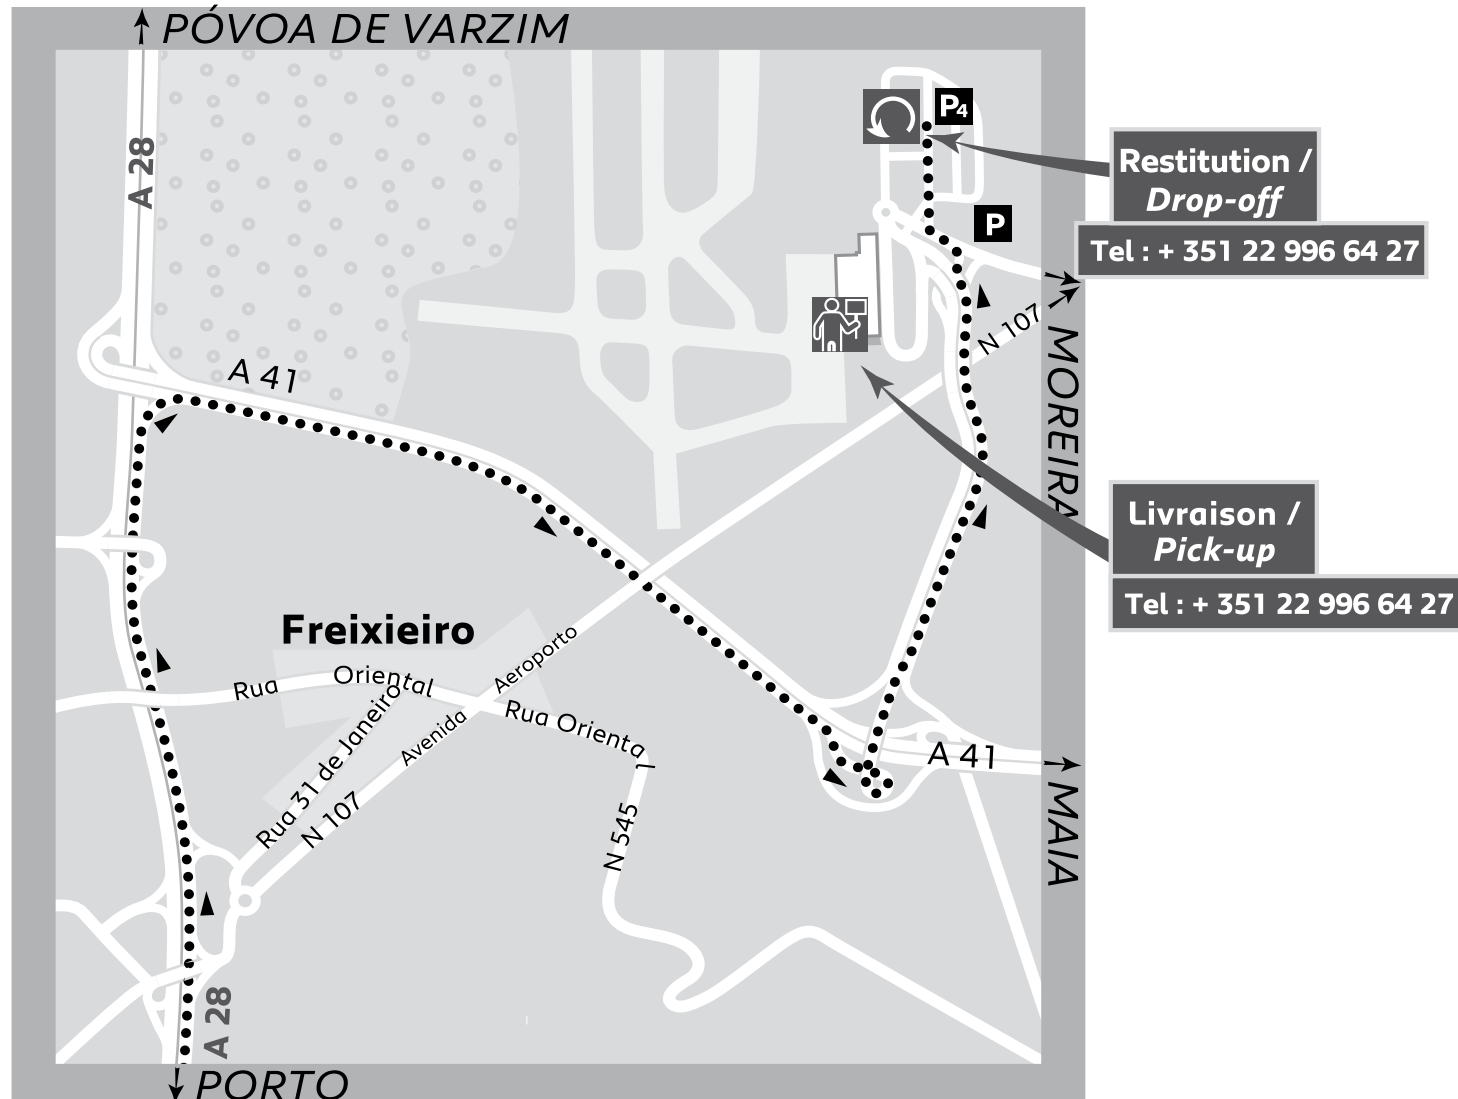 PÓVOA DE VARZIM
A 28
P4
Restitution /
Drop-off
Tel : + 351 22 996 64 27
P
N 107
MOREIRA
A 41
Livraison /
Pick-up
Tel : + 351 22 996 64 27
Freixieiro
Rua Oriental
Avenida Aeroporto
Rua Oriental
Rua 31 de Janeiro
N 107
N 545
A 41
MAIA
A 28
PORTO